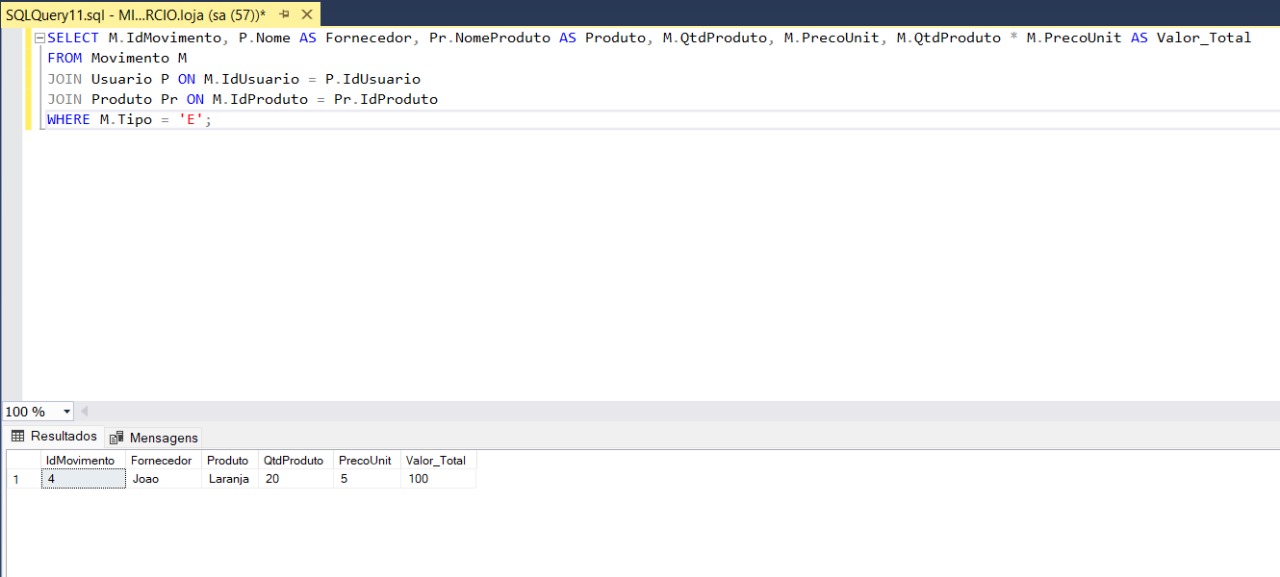 SQLQuery11.sql - MI...RCIO.loja (sa (57))*
SELECT M.IdMovimento, P.Nome AS Fornecedor, Pr.NomeProduto AS Produto, M.QtdProduto, M.PrecoUnit, M.QtdProduto * M.PrecoUnit AS Valor_Total
FROM Movimento M
JOIN Usuario P ON M.IdUsuario = P.IdUsuario
JOIN Produto Pr ON M.IdProduto = Pr.IdProduto
WHERE M.Tipo = 'E';
100 %
Resultados Mensagens
IdMovimento Fornecedor Produto QtdProduto PrecoUnit Valor_Total
1 4 Joao Laranja 20 5 100